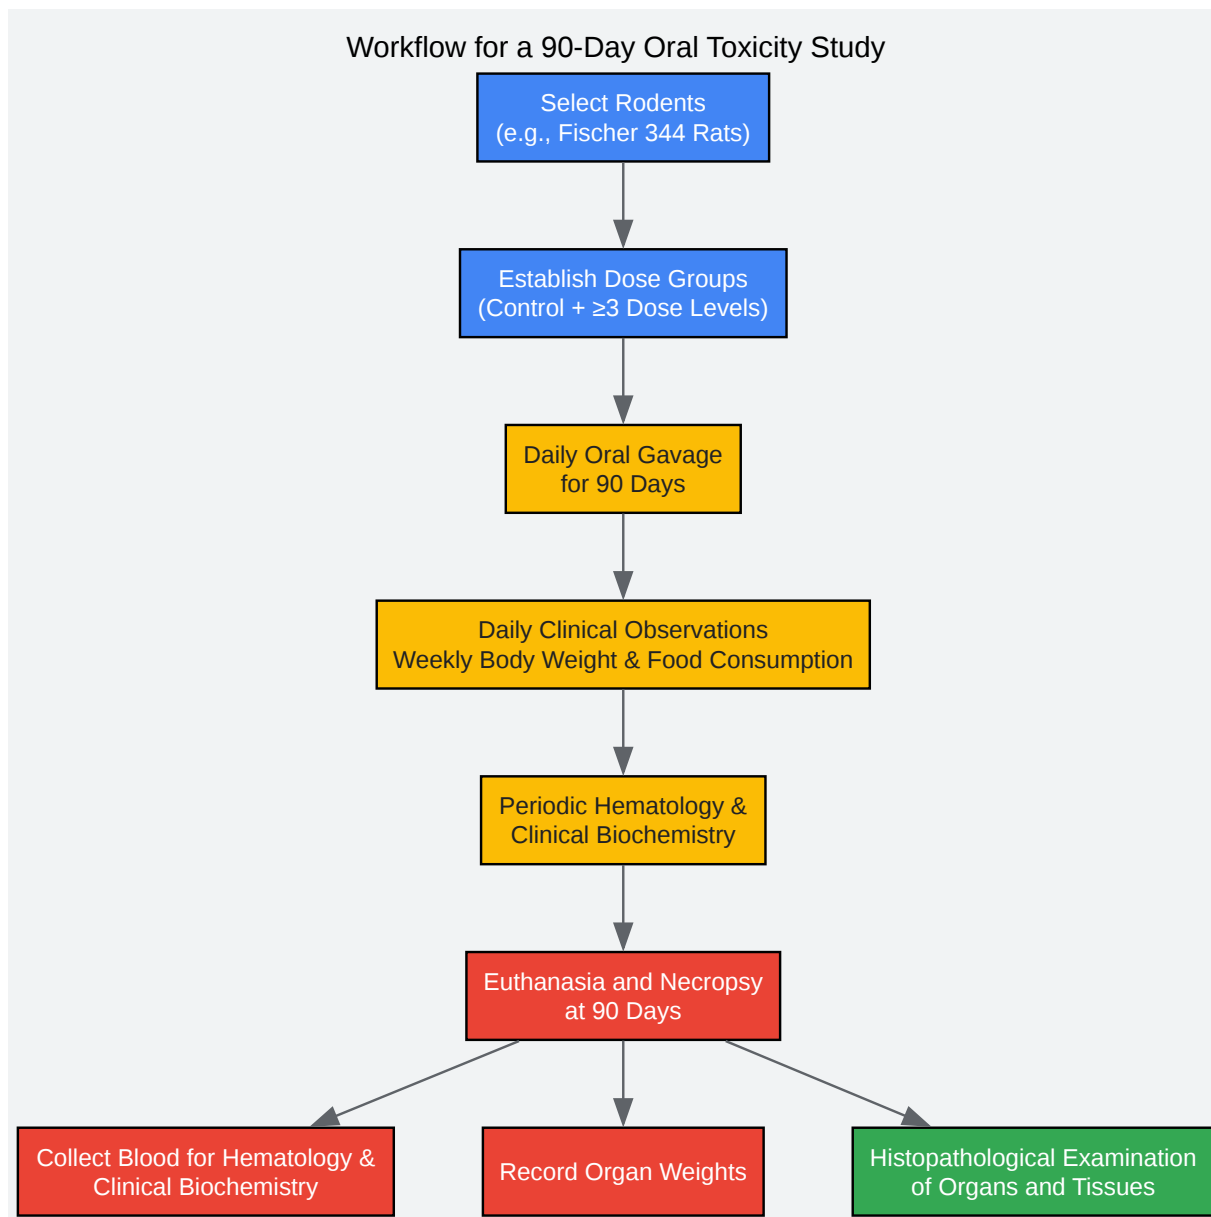 Workflow for a 90-Day Oral Toxicity Study
Select Rodents
(e.g., Fischer 344 Rats)
Establish Dose Groups
(Control + ≥3 Dose Levels)
Daily Oral Gavage
for 90 Days
Daily Clinical Observations
Weekly Body Weight & Food Consumption
Periodic Hematology &
Clinical Biochemistry
Euthanasia and Necropsy
at 90 Days
Collect Blood for Hematology &
Clinical Biochemistry
Record Organ Weights
Histopathological Examination
of Organs and Tissues